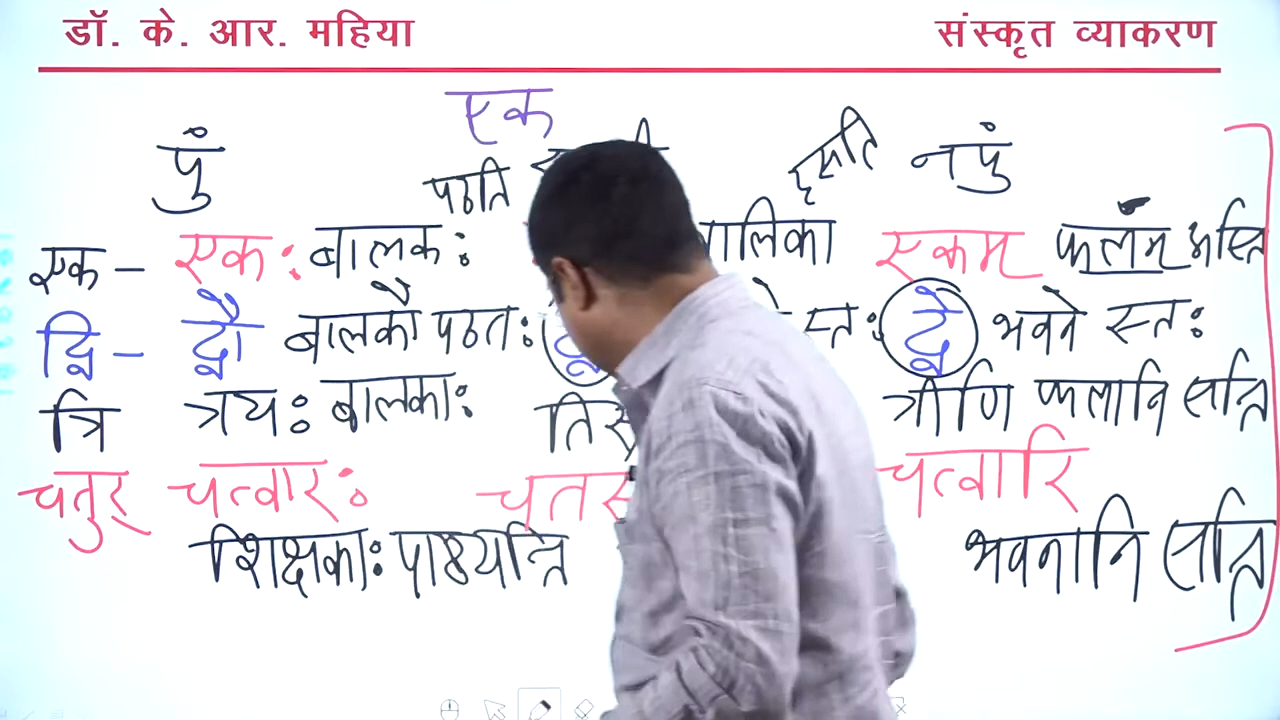 डॉ. के. आर. महिया संस्कृत व्याकरण
एक
पुं नपुं
पठति हसति
एक – एकः बालकः बालिका एकम फलम् अस्ति
द्वि – द्वौ बालकौ पठतः स्तः द्वे भवने स्तः
त्रि त्रयः बालकाः त्रीणि फलानि सन्ति
चतुर् चत्वारः चत्वारि
शिक्षकाः पाठयन्ति भवनानि सन्ति